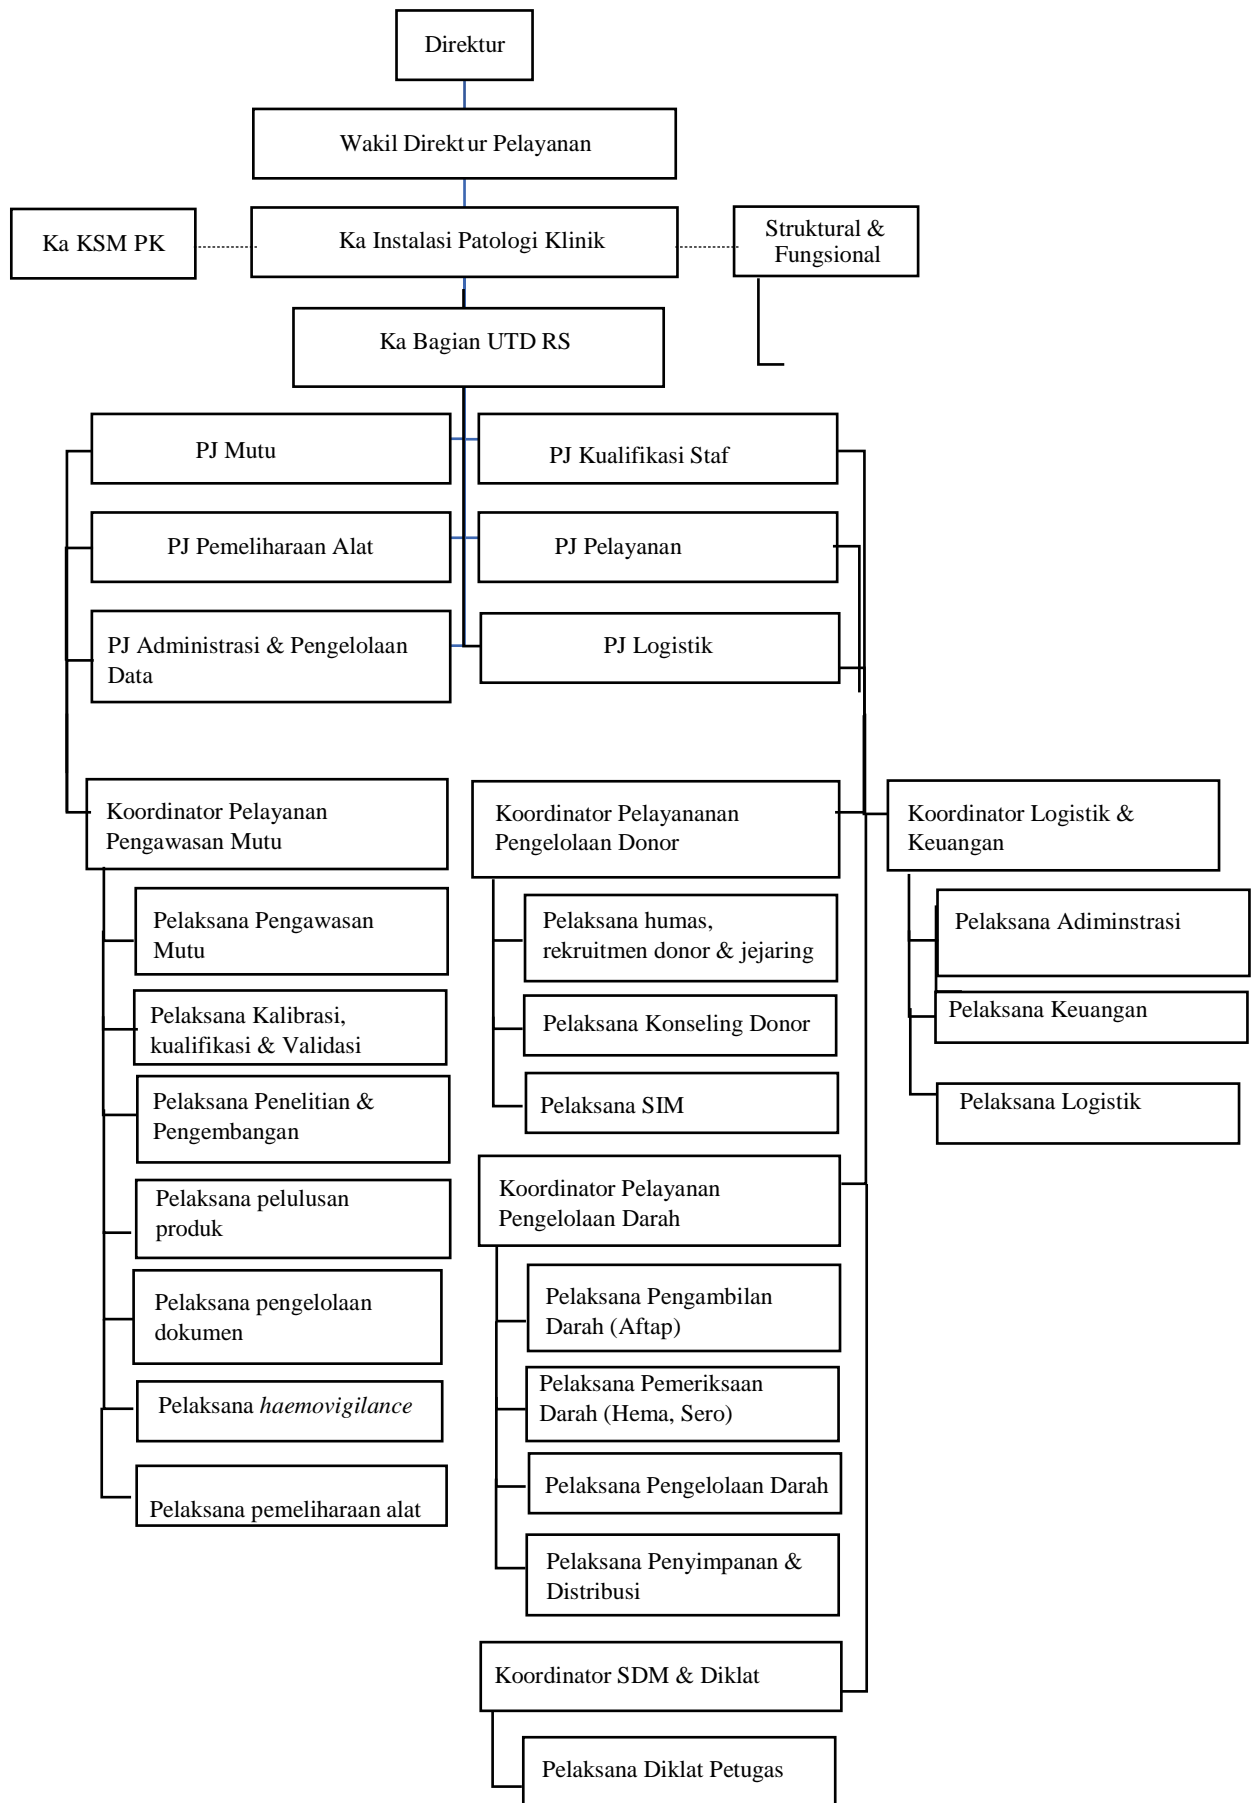 Direktur
Wakil Direktur Pelayanan
Ka KSM PK
Ka Instalasi Patologi Klinik
Struktural &
Fungsional
Ka Bagian UTD RS
PJ Mutu
PJ Kualifikasi Staf
PJ Pemeliharaan Alat
PJ Pelayanan
PJ Administrasi & Pengelolaan
Data
PJ Logistik
Koordinator Pelayanan
Pengawasan Mutu
Pelaksana Pengawasan
Mutu
Pelaksana Kalibrasi,
kualifikasi & Validasi
Pelaksana Penelitian &
Pengembangan
Pelaksana pelulusan
produk
Pelaksana pengelolaan
dokumen
Pelaksana haemovigilance
Pelaksana pemeliharaan alat
Koordinator Pelayananan
Pengelolaan Donor
Pelaksana humas,
rekruitmen donor & jejaring
Pelaksana Konseling Donor
Pelaksana SIM
Koordinator Pelayanan
Pengelolaan Darah
Pelaksana Pengambilan
Darah (Aftap)
Pelaksana Pemeriksaan
Darah (Hema, Sero)
Pelaksana Pengelolaan Darah
Pelaksana Penyimpanan &
Distribusi
Koordinator SDM & Diklat
Pelaksana Diklat Petugas
Koordinator Logistik &
Keuangan
Pelaksana Adiminstrasi
Pelaksana Keuangan
Pelaksana Logistik